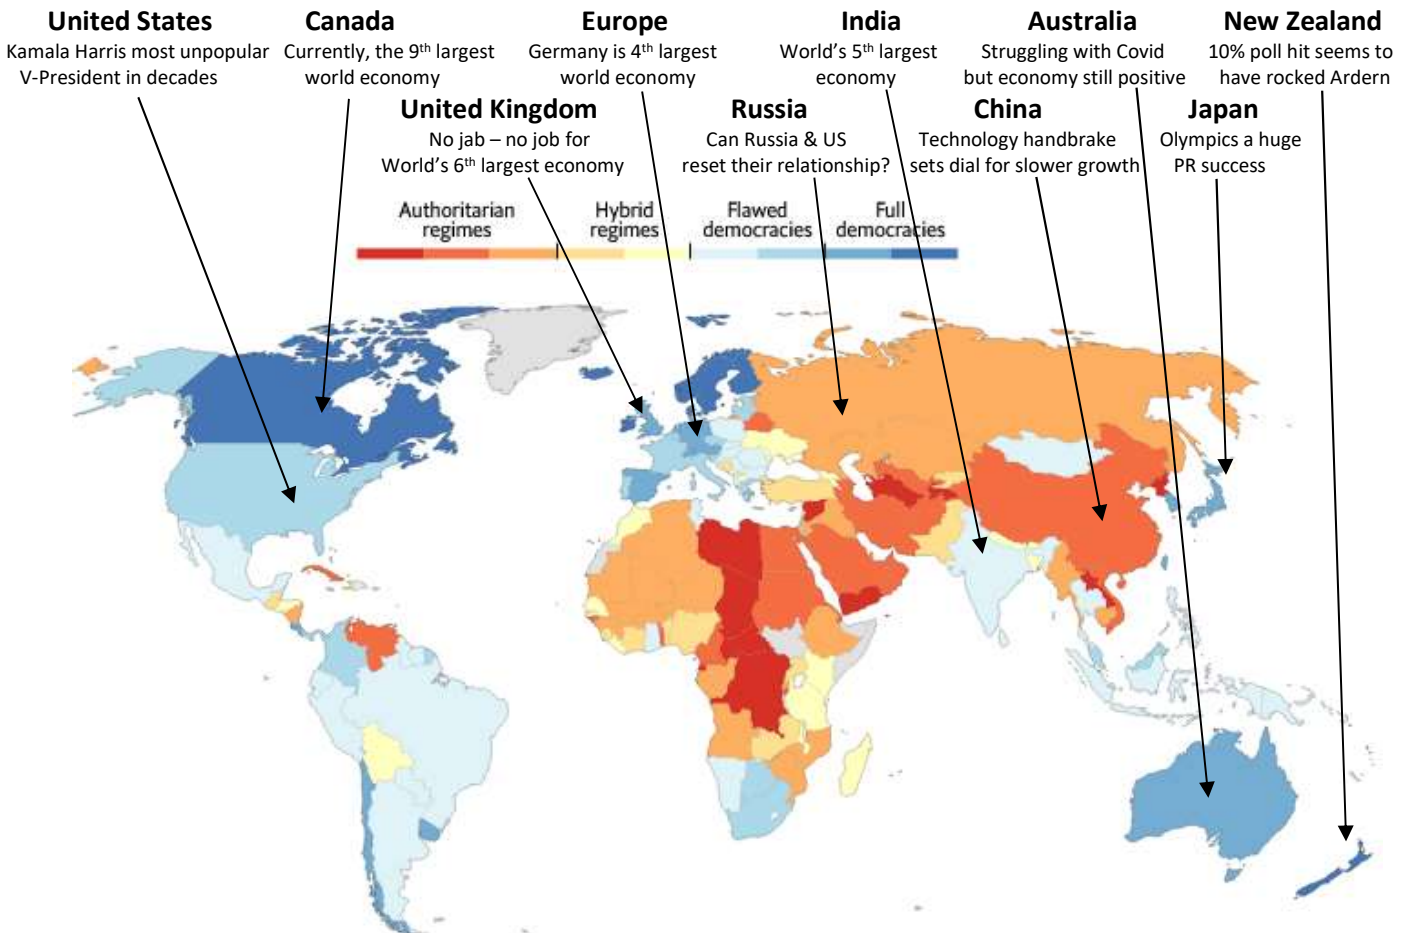 United States
Kamala Harris most unpopular
V-President in decades
Canada
Currently, the 9th largest
world economy
Europe
Germany is 4th largest
world economy
India
World's 5th largest
economy
Australia
Struggling with Covid
but economy still positive
New Zealand
10% poll hit seems to
have rocked Ardern
United Kingdom
No jab – no job for
World's 6th largest economy
Russia
Can Russia & US
reset their relationship?
China
Technology handbrake
sets dial for slower growth
Japan
Olympics a huge
PR success
Authoritarian
regimes
Hybrid
regimes
Flawed
democracies
Full
democracies